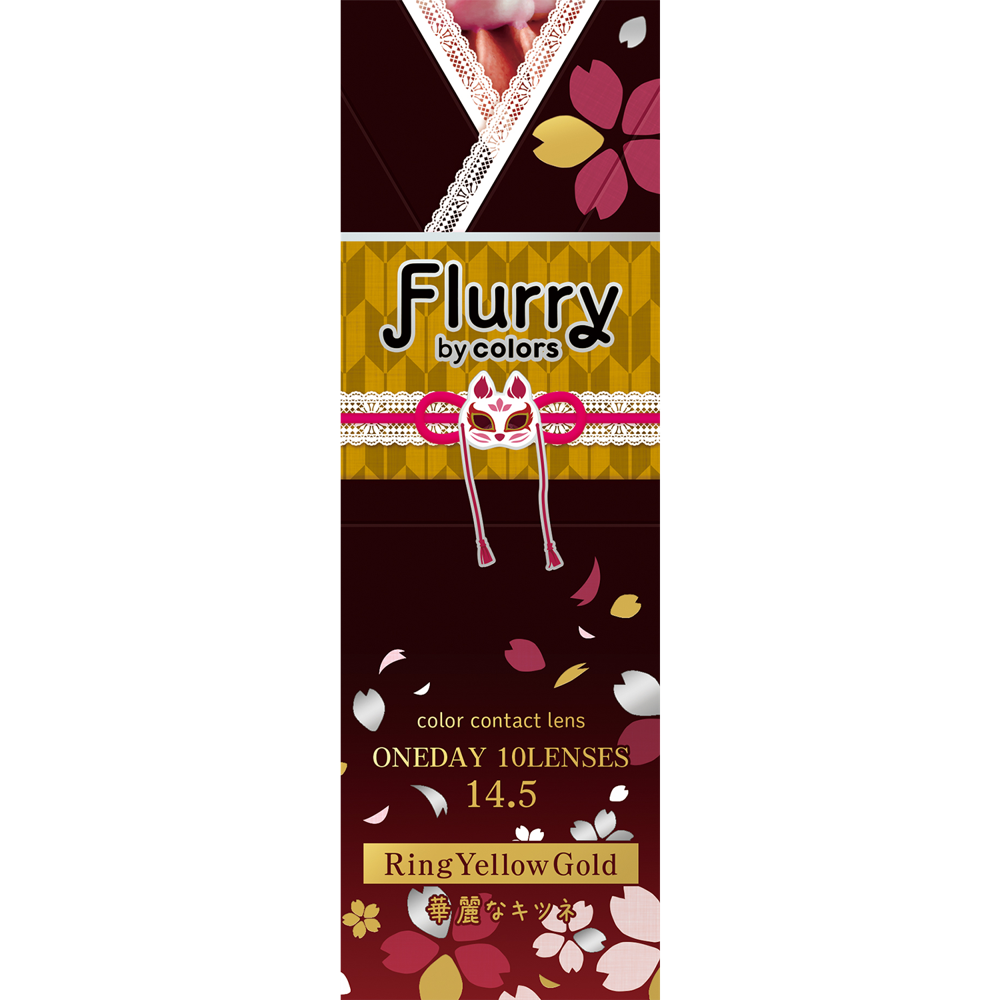 Flurry
by colors
color contact lens
ONEDAY 10LENSES
14.5
Ring Yellow Gold
華麗なキツネ